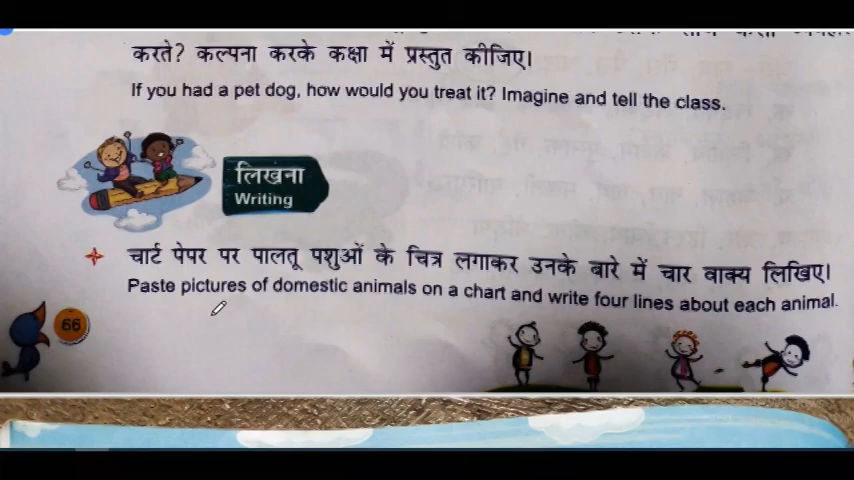 करते? कल्पना करके कक्षा में प्रस्तुत कीजिए।
If you had a pet dog, how would you treat it? Imagine and tell the class.
लिखना
Writing
चार्ट पेपर पर पालतू पशुओं के चित्र लगाकर उनके बारे में चार वाक्य लिखिए।
Paste pictures of domestic animals on a chart and write four lines about each animal.
66